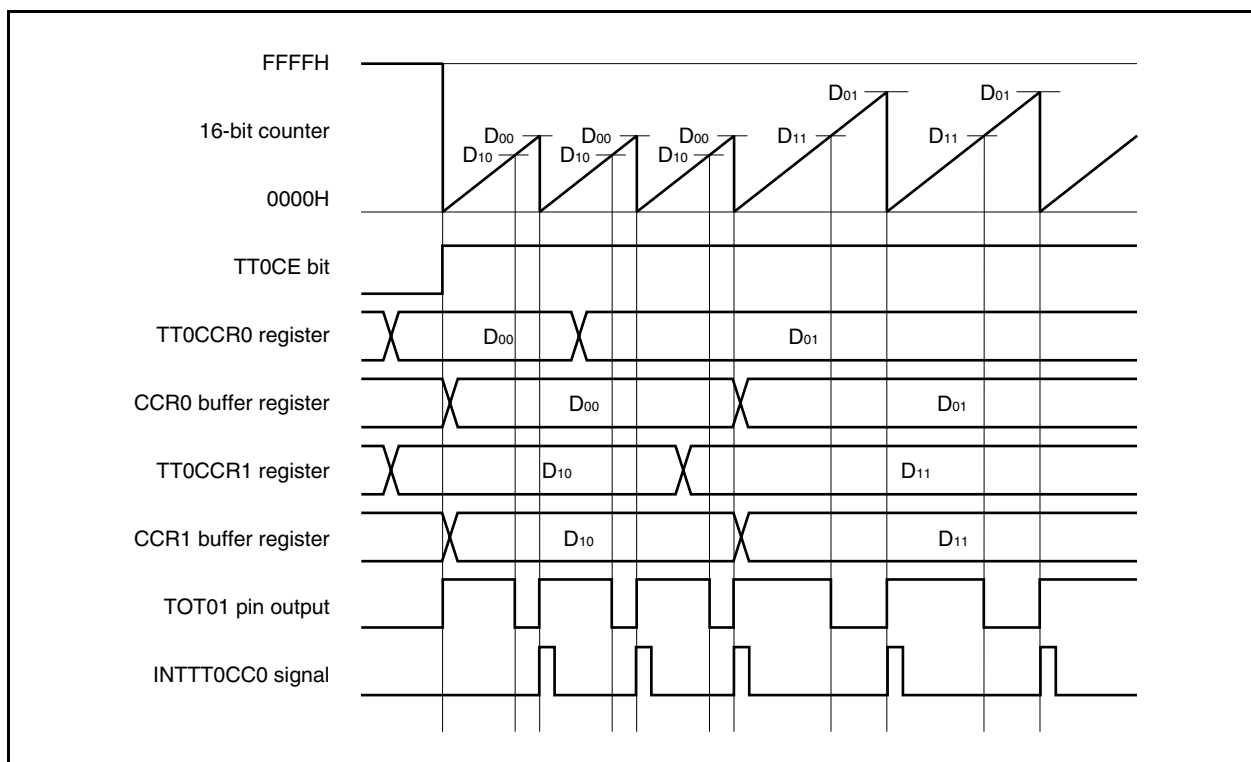 FFFFH
D01 D01
16-bit counter D00 D00 D00 D11 D11
D10 D10 D10
0000H
TT0CE bit
TT0CCR0 register D00 D01
CCR0 buffer register D00 D01
TT0CCR1 register D10 D11
CCR1 buffer register D10 D11
TOT01 pin output
INTTT0CC0 signal